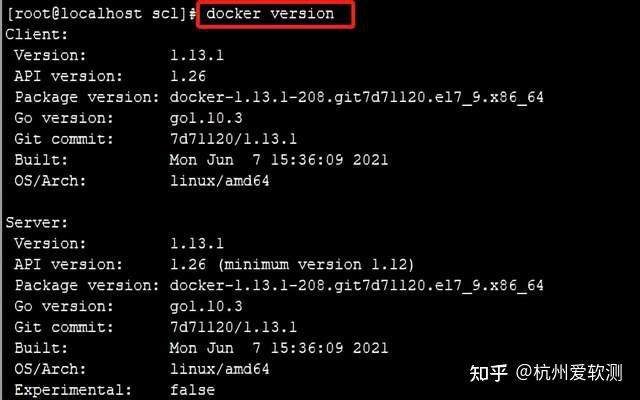 [root@localhost scl]# docker version
Client:
Version: 1.13.1
API version: 1.26
Package version: docker-1.13.1-208.git7d71120.el7_9.x86_64
Go version: go1.10.3
Git commit: 7d71120/1.13.1
Built: Mon Jun 7 15:36:09 2021
OS/Arch: linux/amd64
Server:
Version: 1.13.1
API version: 1.26 (minimum version 1.12)
Package version: docker-1.13.1-208.git7d71120.el7_9.x86_64
Go version: go1.10.3
Git commit: 7d71120/1.13.1
Built: Mon Jun 7 15:36:09 2021
OS/Arch: linux/amd64
Experimental: false
知乎 @杭州爱软测